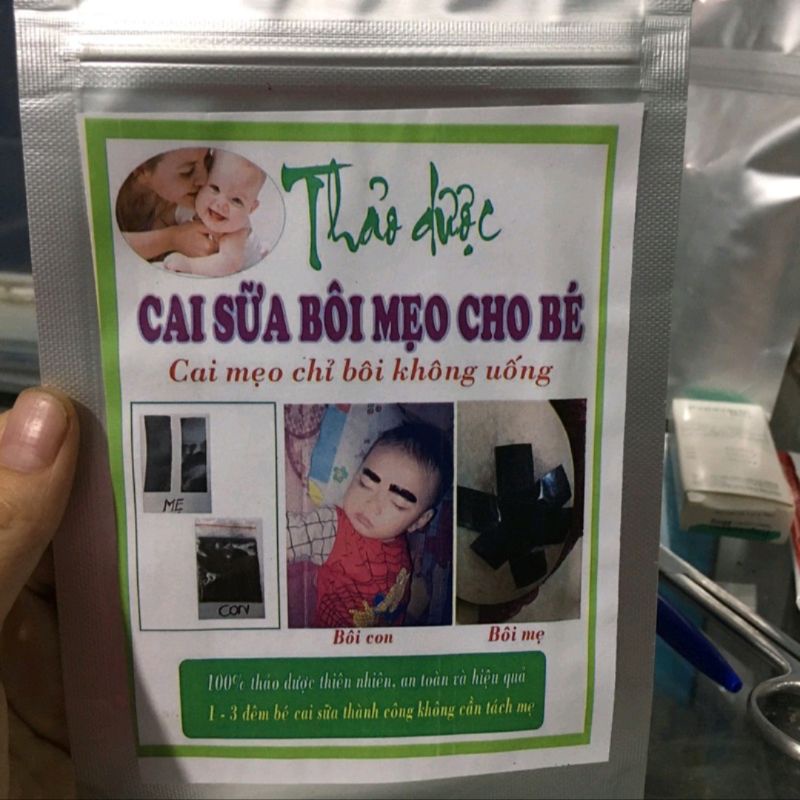 Thảo dược
CAI SỮA BÔI MẸO CHO BÉ
Cai mẹo chỉ bôi không uống
MẸ
CON
Bôi con
Bôi mẹ
100% thảo dược thiên nhiên, an toàn và hiệu quả
1 - 3 đêm bé cai sữa thành công không cần tách mẹ